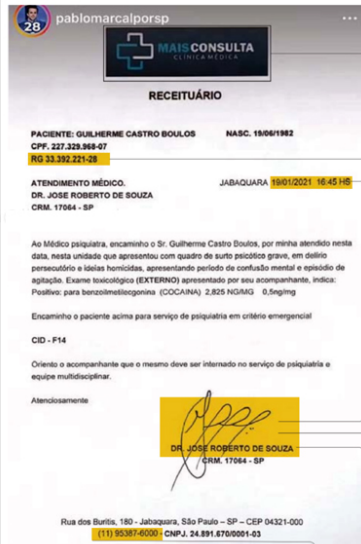 pablomarcalporsp
28
MAISCONSULTA
CLÍNICA MÉDICA
RECEITUÁRIO
PACIENTE: GUILHERME CASTRO BOULOS NASC. 19/06/1982
CPF. 227.329.968-07
RG 33.392.221-28
ATENDIMENTO MÉDICO. JABAQUARA 19/01/2021 16:45 HS
DR. JOSE ROBERTO DE SOUZA
CRM. 17064 - SP
Ao Médico psiquiatra, encaminho o Sr. Guilherme Castro Boulos, por minha atendido nesta
data, nesta unidade que apresentou com quadro de surto psicótico grave, em delírio
persecutório e ideias homicidas, apresentando período de confusão mental e episódio de
agitação. Exame toxicológico (EXTERNO) apresentado por seu acompanhante, indica:
Positivo: para benzoilmetilecgonina (COCAINA) 2,825 NG/MG 0,5ng/mg
Encaminho o paciente acima para serviço de psiquiatria em critério emergencial
CID - F14
Oriento o acompanhante que o mesmo deve ser internado no serviço de psiquiatria e
equipe multidisciplinar.
Atenciosamente
DR. JOSE ROBERTO DE SOUZA
CRM. 17064 - SP
Rua dos Buritis, 180 - Jabaquara, São Paulo – SP – CEP 04321-000
(11) 95387-6000 - CNPJ. 24.891.670/0001-03